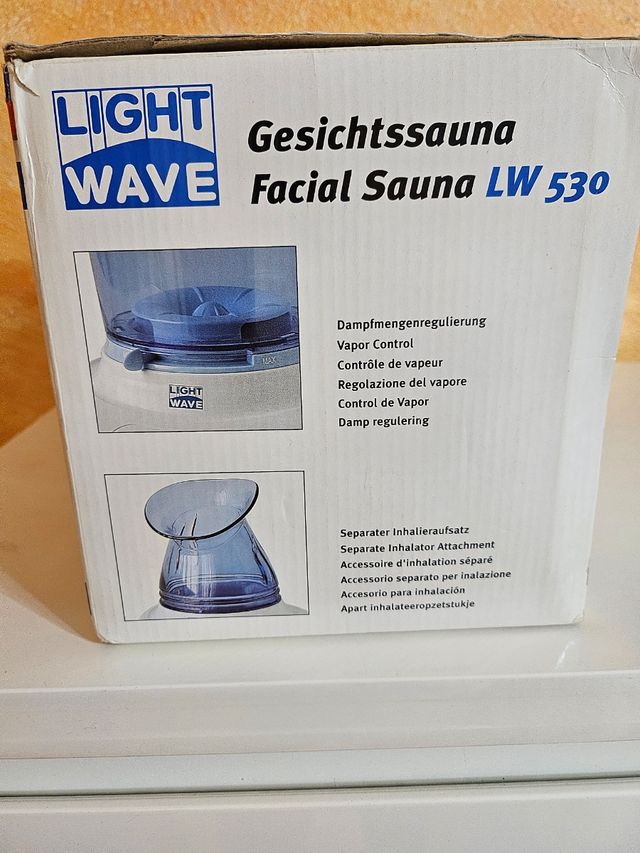 LIGHT
WAVE
Gesichtssauna
Facial Sauna LW 530
MAX
LIGHT
WAVE
Dampfmengenregulierung
Vapor Control
Contrôle de vapeur
Regolazione del vapore
Control de Vapor
Damp regulering
Separater Inhalieraufsatz
Separate Inhalator Attachment
Accessoire d'inhalation séparé
Accessorio separato per inalazione
Accesorio para inhalación
Apart inhalateeropzetstukje